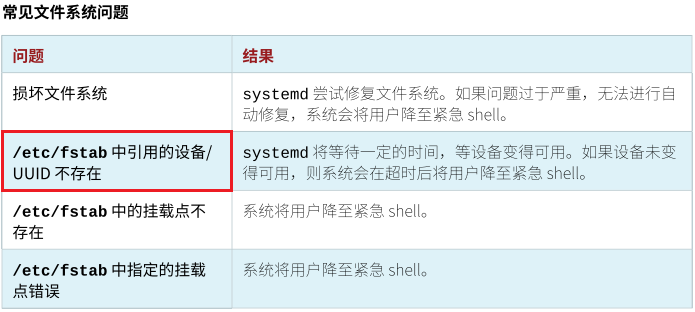 常见文件系统问题
问题
结果
损坏文件系统
systemd 尝试修复文件系统。如果问题过于严重，无法进行自
动修复，系统会将用户降至紧急 shell。
/etc/fstab 中引用的设备/
UUID 不存在
systemd 将等待一定的时间，等设备变得可用。如果设备未变
得可用，则系统会在超时后将用户降至紧急 shell。
/etc/fstab 中的挂载点不
存在
系统将用户降至紧急 shell。
/etc/fstab 中指定的挂载
点错误
系统将用户降至紧急 shell。